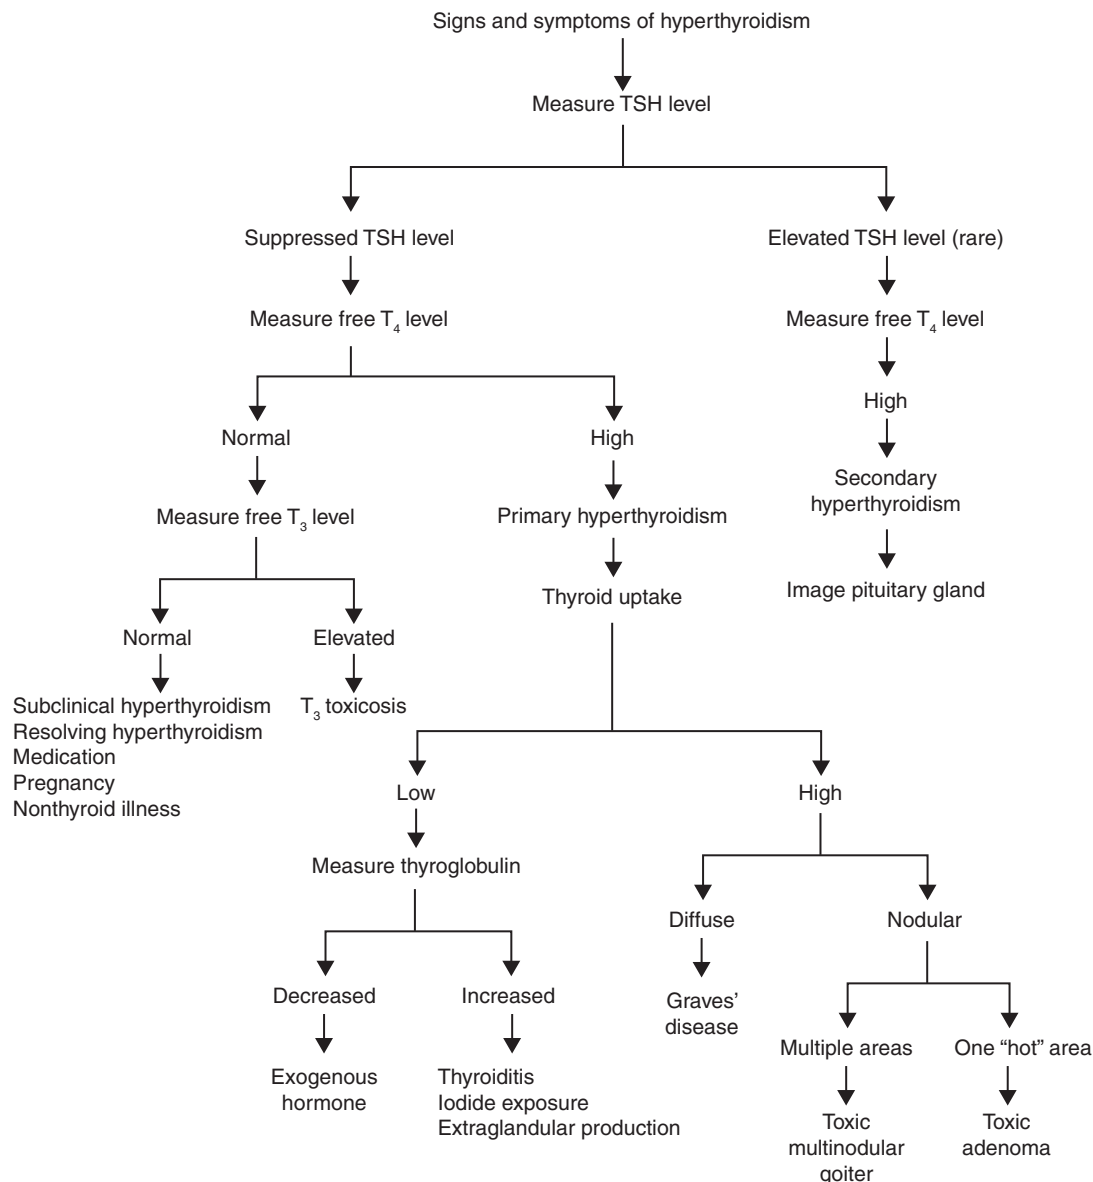 Signs and symptoms of hyperthyroidism
Measure TSH level
Suppressed TSH level
Elevated TSH level (rare)
Measure free T4 level
Measure free T4 level
High
Normal
High
Secondary
hyperthyroidism
Measure free T3 level
Primary hyperthyroidism
Image pituitary gland
Thyroid uptake
Normal
Elevated
Subclinical hyperthyroidism
Resolving hyperthyroidism
Medication
Pregnancy
Nonthyroid illness
T3 toxicosis
Low
High
Measure thyroglobulin
Diffuse
Nodular
Decreased
Increased
Graves’
disease
Multiple areas
One “hot” area
Exogenous
hormone
Thyroiditis
Iodide exposure
Extraglandular production
Toxic
multinodular
goiter
Toxic
adenoma